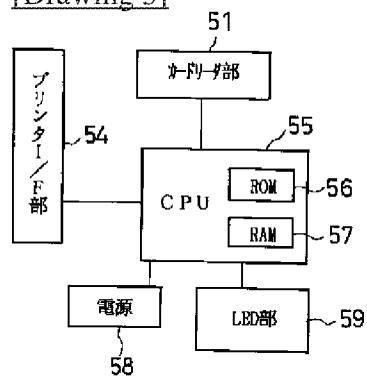 [Drawing 5]
51
カードリーダ部
プリンタI/F部
54
55
CPU
ROM
56
RAM
57
電源
58
LED部
59